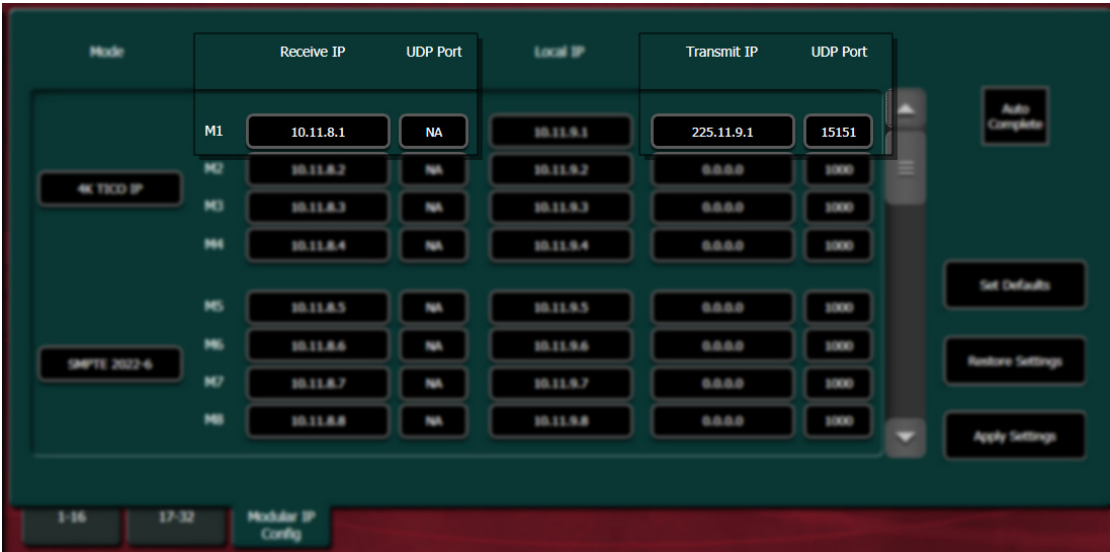 Mode Receive IP UDP Port Local IP Transmit IP UDP Port
M1 10.11.8.1 NA 10.11.9.1 225.11.9.1 15151
Auto
Complete
M2 10.11.8.2 NA 10.11.9.2 0.0.0.0 1000
4K TICO IP
M3 10.11.8.3 NA 10.11.9.3 0.0.0.0 1000
M4 10.11.8.4 NA 10.11.9.4 0.0.0.0 1000
Set Defaults
M5 10.11.8.5 NA 10.11.9.5 0.0.0.0 1000
M6 10.11.8.6 NA 10.11.9.6 0.0.0.0 1000
SMPTE 2022-6
Restore Settings
M7 10.11.8.7 NA 10.11.9.7 0.0.0.0 1000
M8 10.11.8.8 NA 10.11.9.8 0.0.0.0 1000
Apply Settings
1-16 17-32 Modular IP
Config